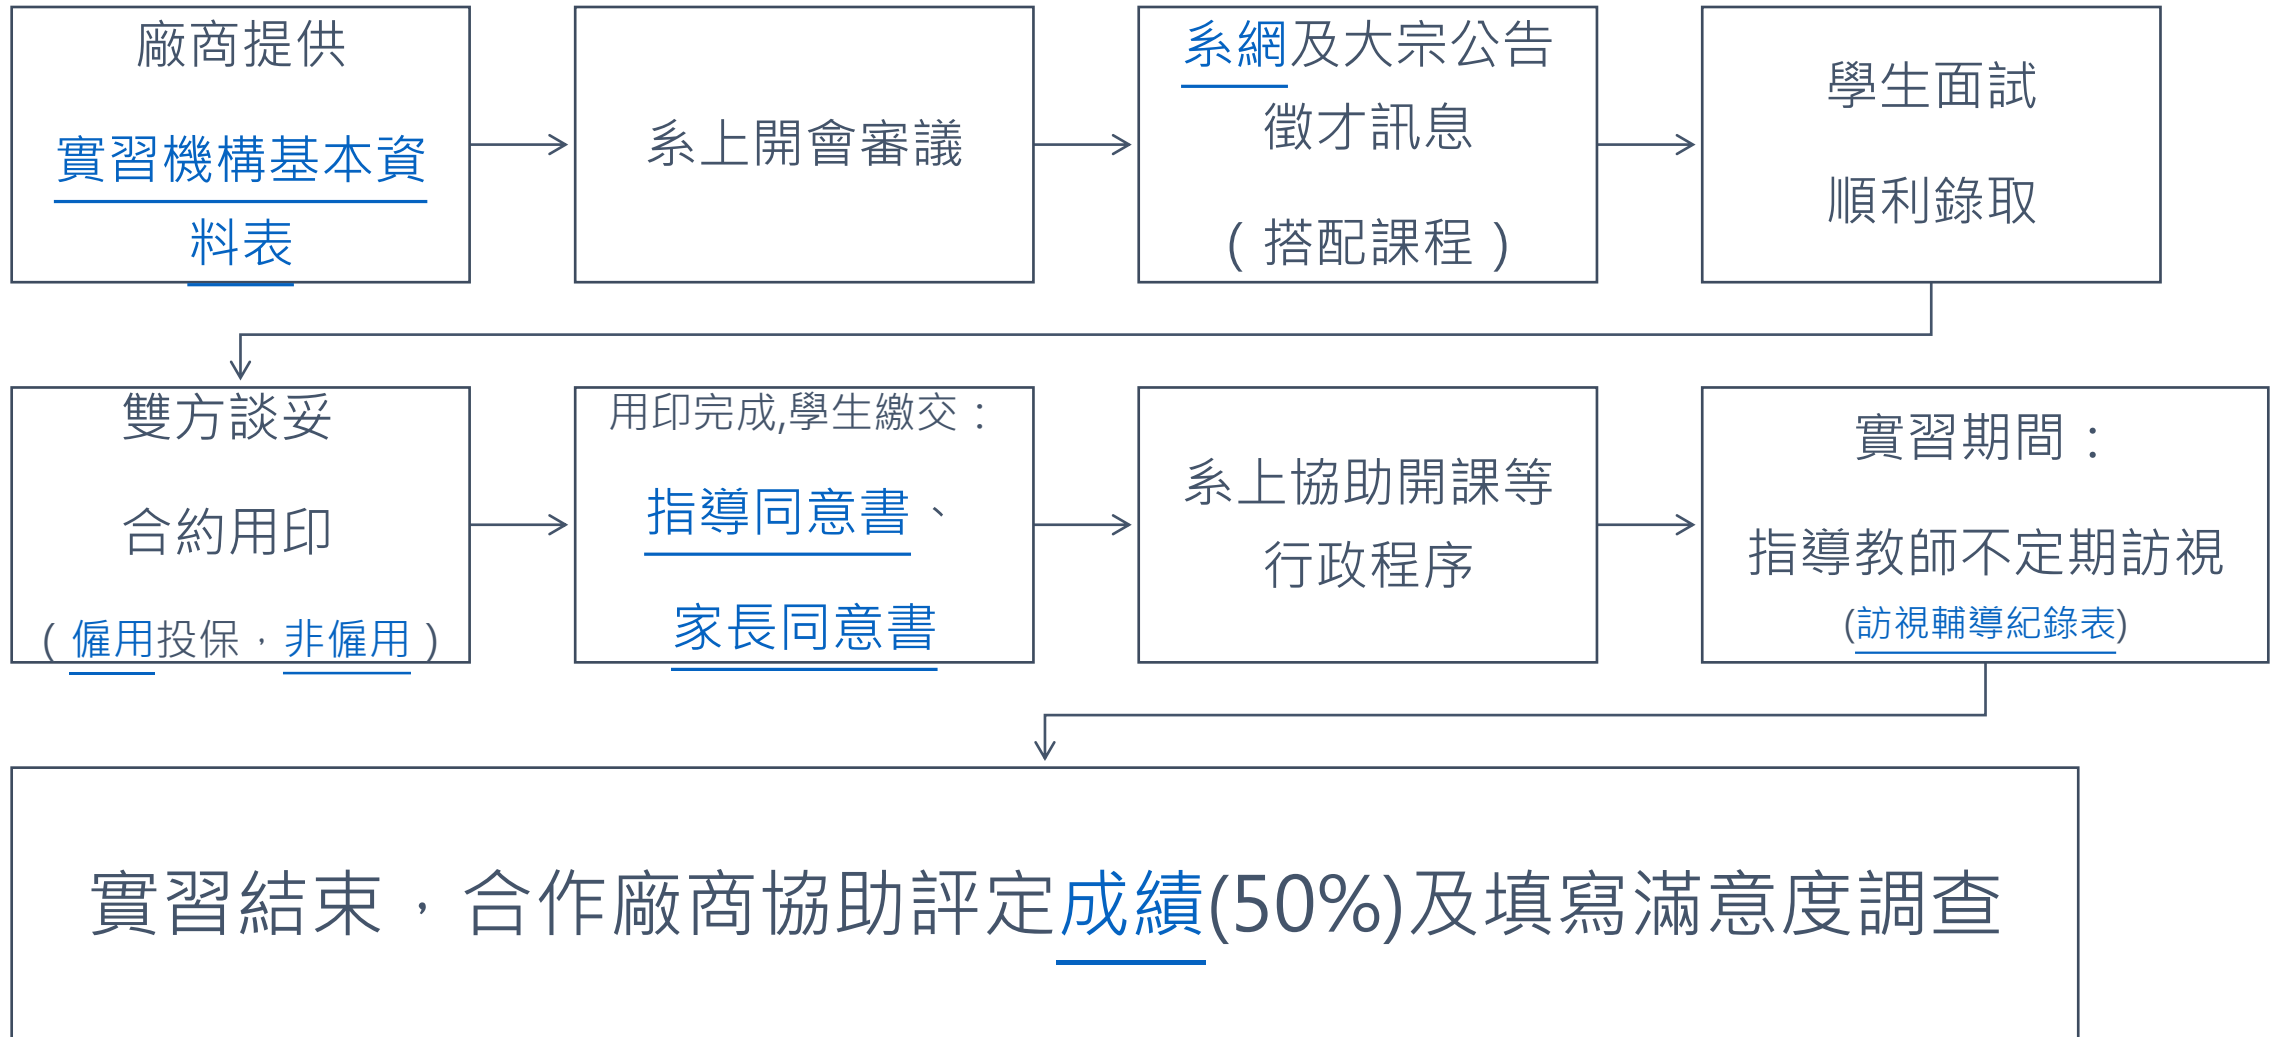 廠商提供
實習機構基本資
料表
系上開會審議
系網及大宗公告
徵才訊息
( 搭配課程 )
學生面試
順利錄取
雙方談妥
合約用印
( 僱用投保，非僱用 )
用印完成,學生繳交：
指導同意書、
家長同意書
系上協助開課等
行政程序
實習期間：
指導教師不定期訪視
(訪視輔導紀錄表)
實習結束，合作廠商協助評定成績(50%)及填寫滿意度調查